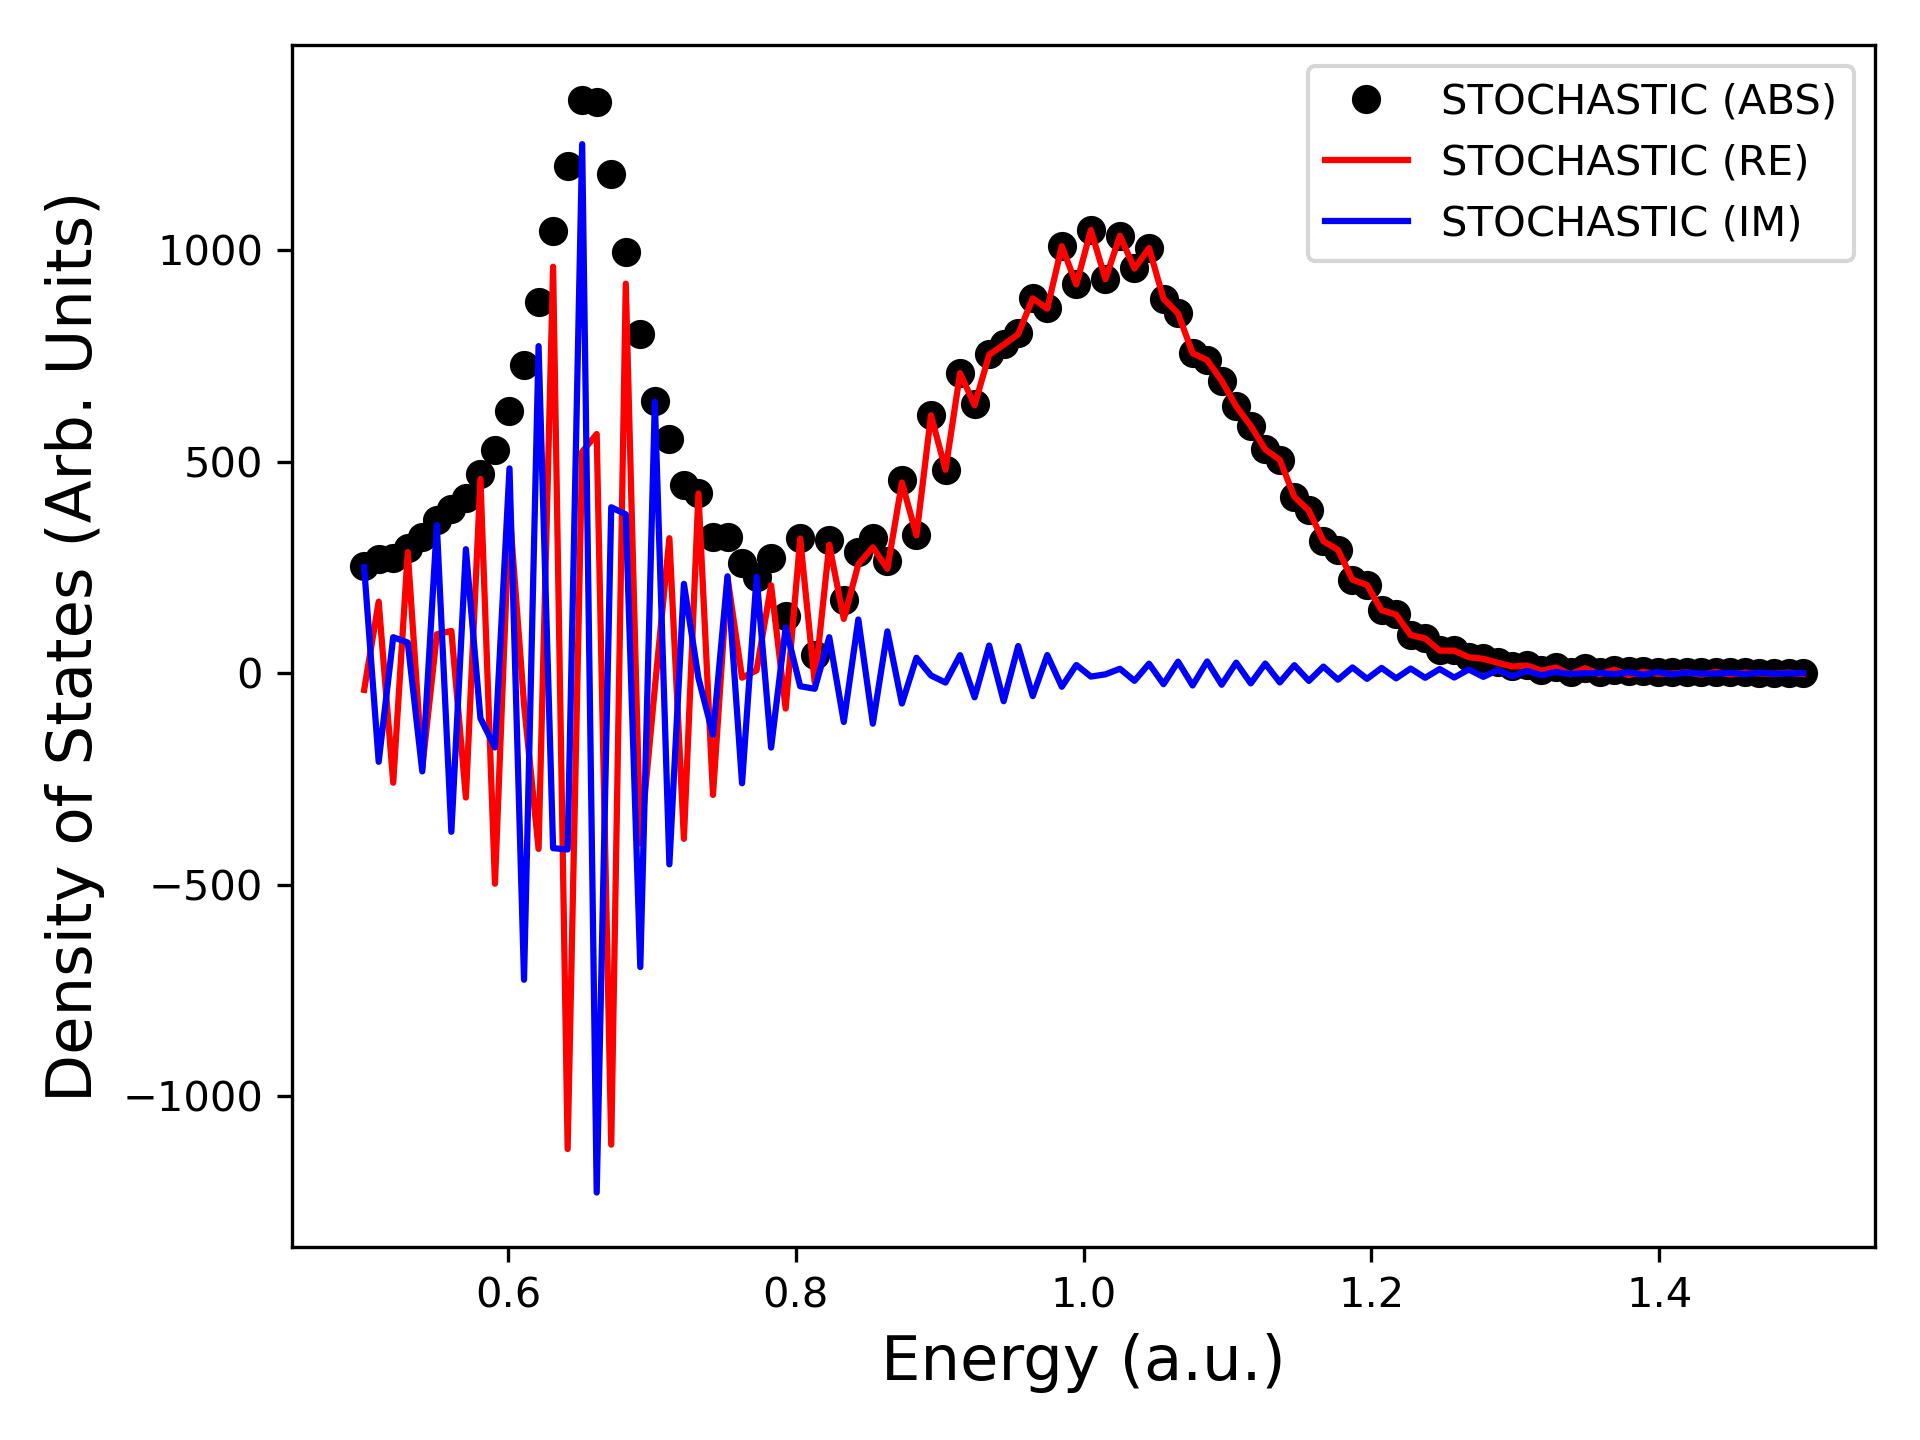 STOCHASTIC (ABS)
STOCHASTIC (RE)
STOCHASTIC (IM)
Density of States (Arb. Units)
1000
500
0
−500
−1000
0.6 0.8 1.0 1.2 1.4
Energy (a.u.)